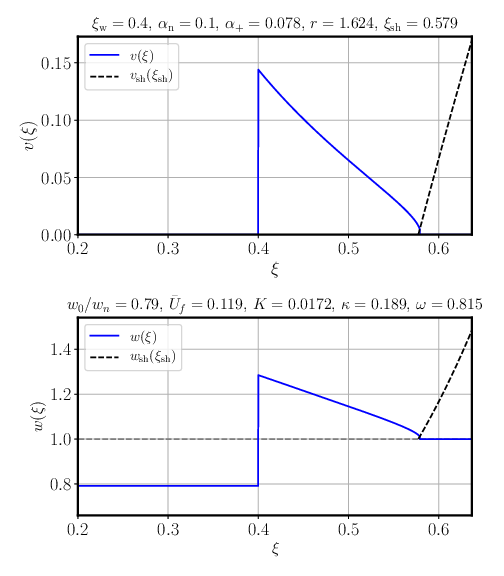 ξw = 0.4, αn = 0.1, α+ = 0.078, r = 1.624, ξsh = 0.579
v(ξ)
vsh(ξsh)
0.15
0.10
0.05
0.00
v(ξ)
0.2 0.3 0.4 0.5 0.6
ξ
w0/wn = 0.79, Ūf = 0.119, K = 0.0172, κ = 0.189, ω = 0.815
w(ξ)
wsh(ξsh)
1.4
1.2
1.0
0.8
w(ξ)
0.2 0.3 0.4 0.5 0.6
ξ